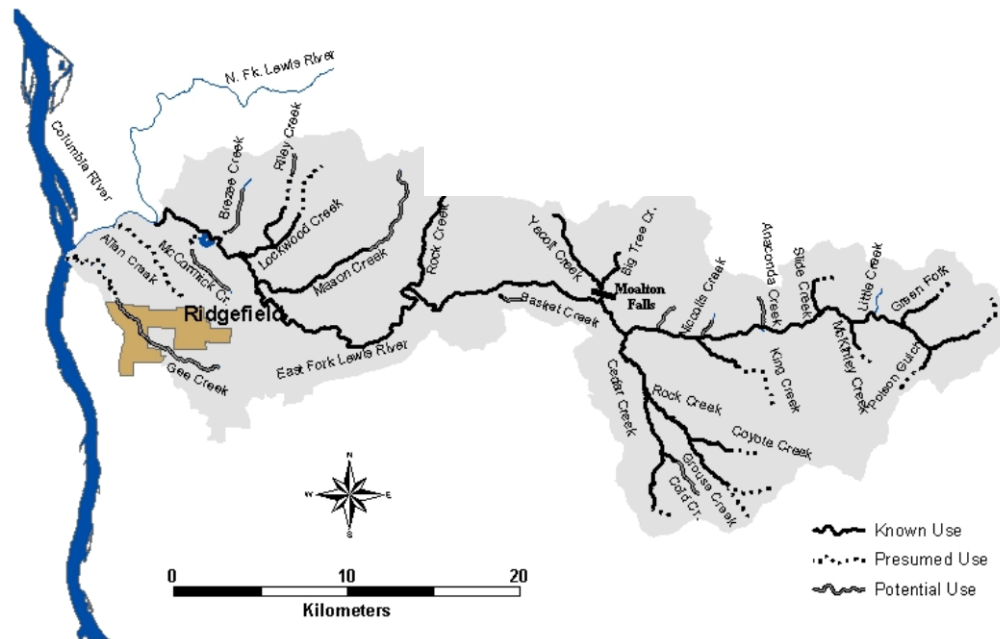 N. Fk. Lewis River
Columbia River
Brezee Creek
Riley Creek
Lockwood Creek
Mason Creek
Rock Creek
Allen Creek
McCormick Cr.
Ridgefield
Gee Creek
East Fork Lewis River
Yacolt Creek
Big Tree Cr.
Moalton
Falls
Basket Creek
Niccolls Creek
Anaconda Creek
Slide Creek
Little Creek
Green Fork
McKinley Creek
Poison Gulch
King Creek
Cedar Creek
Rock Creek
Coyote Creek
Grouse Creek
Cold Cr.
N
W
E
S
0
10
20
Kilometers
Known Use
Presumed Use
Potential Use